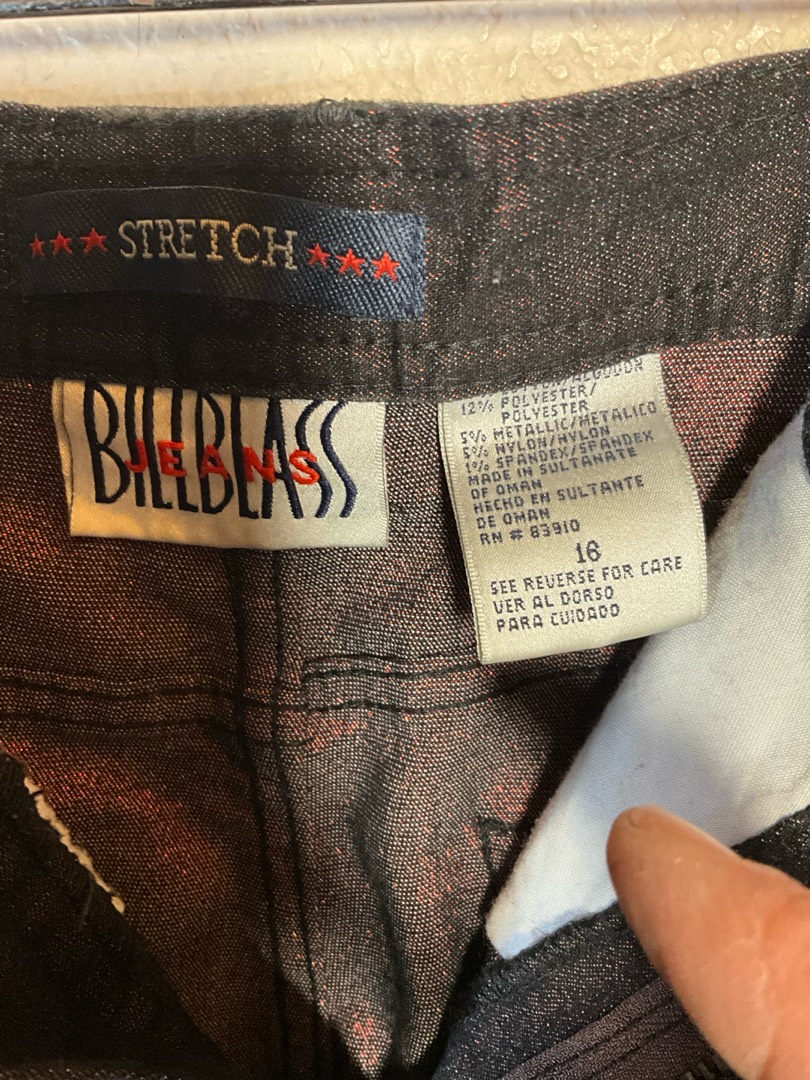 ★★★ STRETCH ★★★
BILLBLASS
JEANS
12% POLYESTER/
POLYESTER
5% METALLIC/METALICO
5% NYLON/NYLON
1% SPANDEX/SPANDEX
MADE IN SULTANATE
OF OMAN
HECHO EN SULTANTE
DE OMAN
RN # 83910
16
SEE REVERSE FOR CARE
VER AL DORSO
PARA CUIDADO